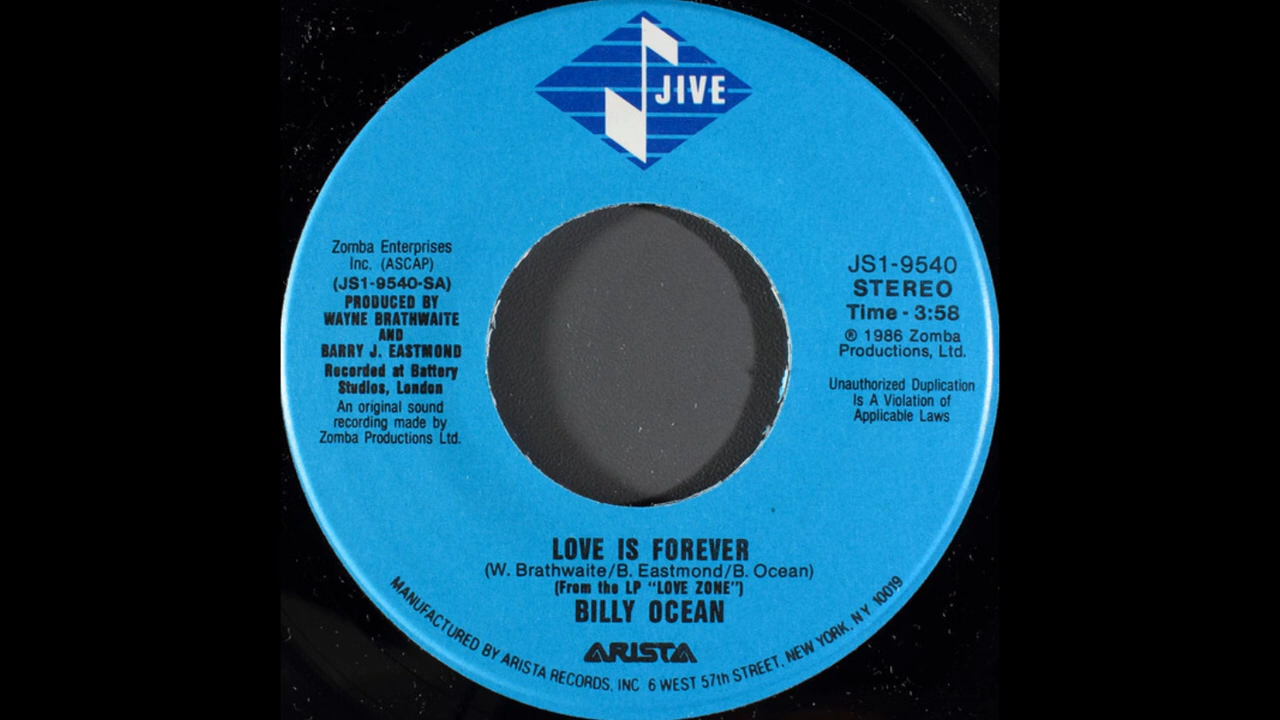 JIVE
Zomba Enterprises
Inc. (ASCAP)
(JS1-9540-SA)
PRODUCED BY
WAYNE BRATHWAITE
AND
BARRY J. EASTMOND
Recorded at Battery
Studios, London
An original sound
recording made by
Zomba Productions Ltd.
JS1-9540
STEREO
Time - 3:58
℗ 1986 Zomba
Productions, Ltd.
Unauthorized Duplication
Is A Violation of
Applicable Laws
LOVE IS FOREVER
(W. Brathwaite/B. Eastmond/B. Ocean)
(From the LP "LOVE ZONE")
BILLY OCEAN
ARISTA
MANUFACTURED BY ARISTA RECORDS, INC 6 WEST 57th STREET, NEW YORK, N.Y. 10019